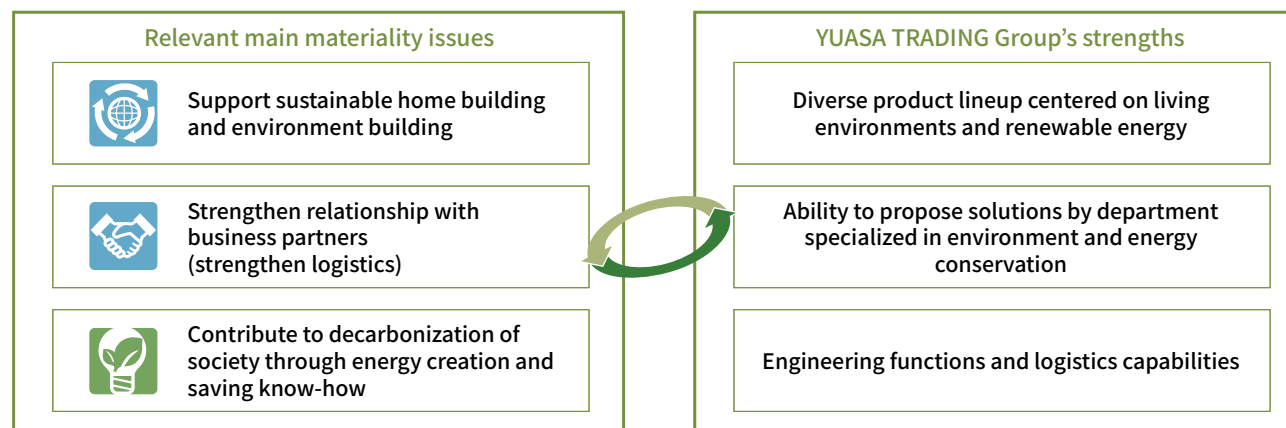 Relevant main materiality issues
Support sustainable home building
and environment building
Strengthen relationship with
business partners
(strengthen logistics)
Contribute to decarbonization of
society through energy creation and
saving know-how
YUASA TRADING Group’s strengths
Diverse product lineup centered on living
environments and renewable energy
Ability to propose solutions by department
specialized in environment and energy
conservation
Engineering functions and logistics capabilities